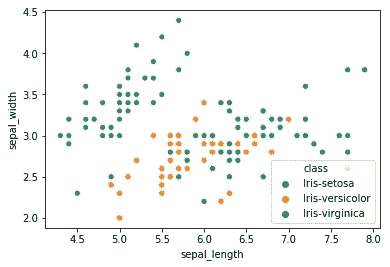 4.5
4.0
3.5
3.0
2.5
2.0
sepal_width
class
Iris-setosa
Iris-versicolor
Iris-virginica
4.5 5.0 5.5 6.0 6.5 7.0 7.5 8.0
sepal_length